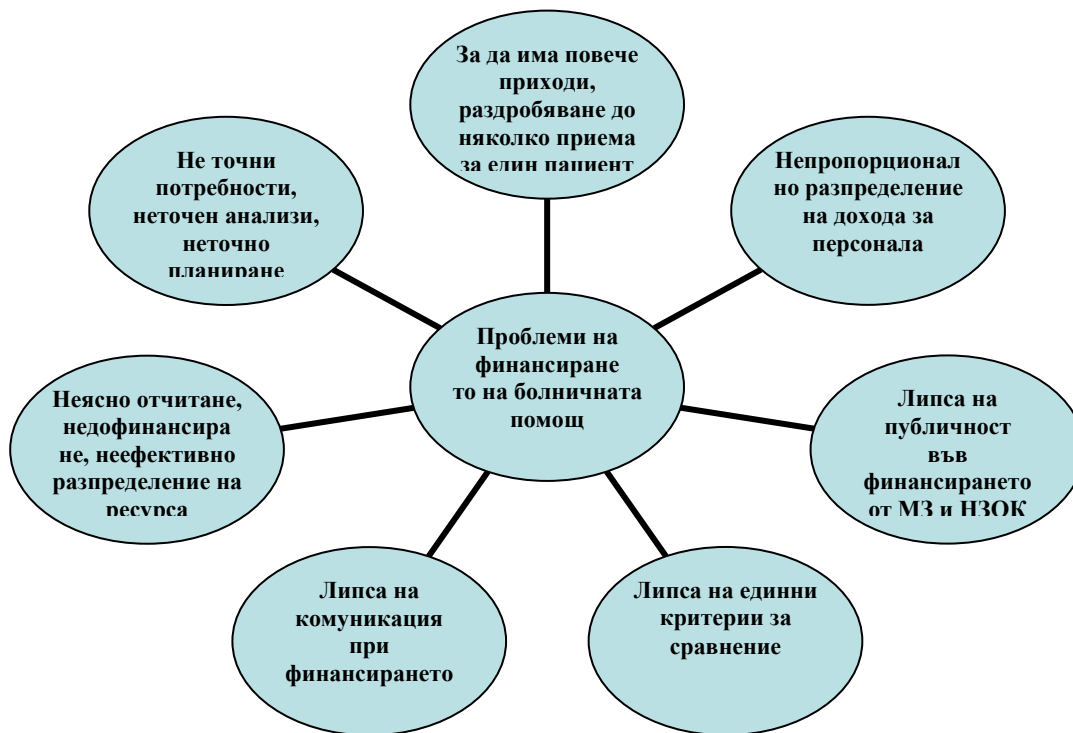 За да има повече
приходи,
раздробяване до
няколко приема
за един пациент
Не точни
потребности,
неточен анализи,
неточно
планиране
Непропорционал
но разпределение
на дохода за
персонала
Проблеми на
финансиране
то на болничната
помощ
Неясно отчитане,
недофинансира
не, неефективно
разпределение на
ресурса
Липса на
публичност
във
финансирането
от МЗ и НЗОК
Липса на
комуникация
при
финансирането
Липса на единни
критерии за
сравнение